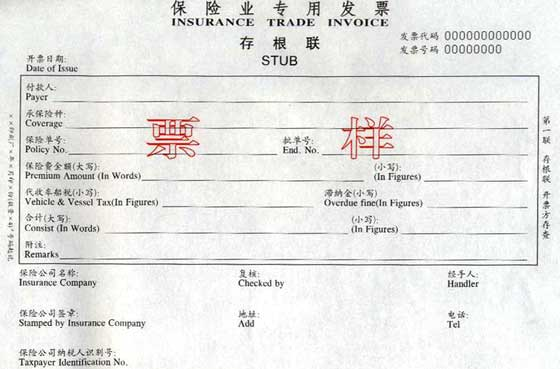 保险业专用发票
INSURANCE TRADE INVOICE
发票代码 000000000000
发票号码 00000000
存根联
STUB
开票日期:
Date of Issue
付款人:
Payer
承保险种:
Coverage
保险单号: 批单号:
Policy No. End. No.
票样
保险费金额(大写) (小写)
Premium Amount (In Words) (In Figures)
代收车船税(小写) 滞纳金(小写)
Vehicle & Vessel Tax(In Figures) Overdue fine(In Figures)
合计(大写): (小写)
Consist (In Words) (In Figures)
附注:
Remarks
第一联 存根联 开票方存查
保险公司名称: 复核: 经手人:
Insurance Company Checked by Handler
保险公司签章: 地址: 电话:
Stamped by Insurance Company Add Tel
保险公司纳税人识别号:
Taxpayer Identification No.